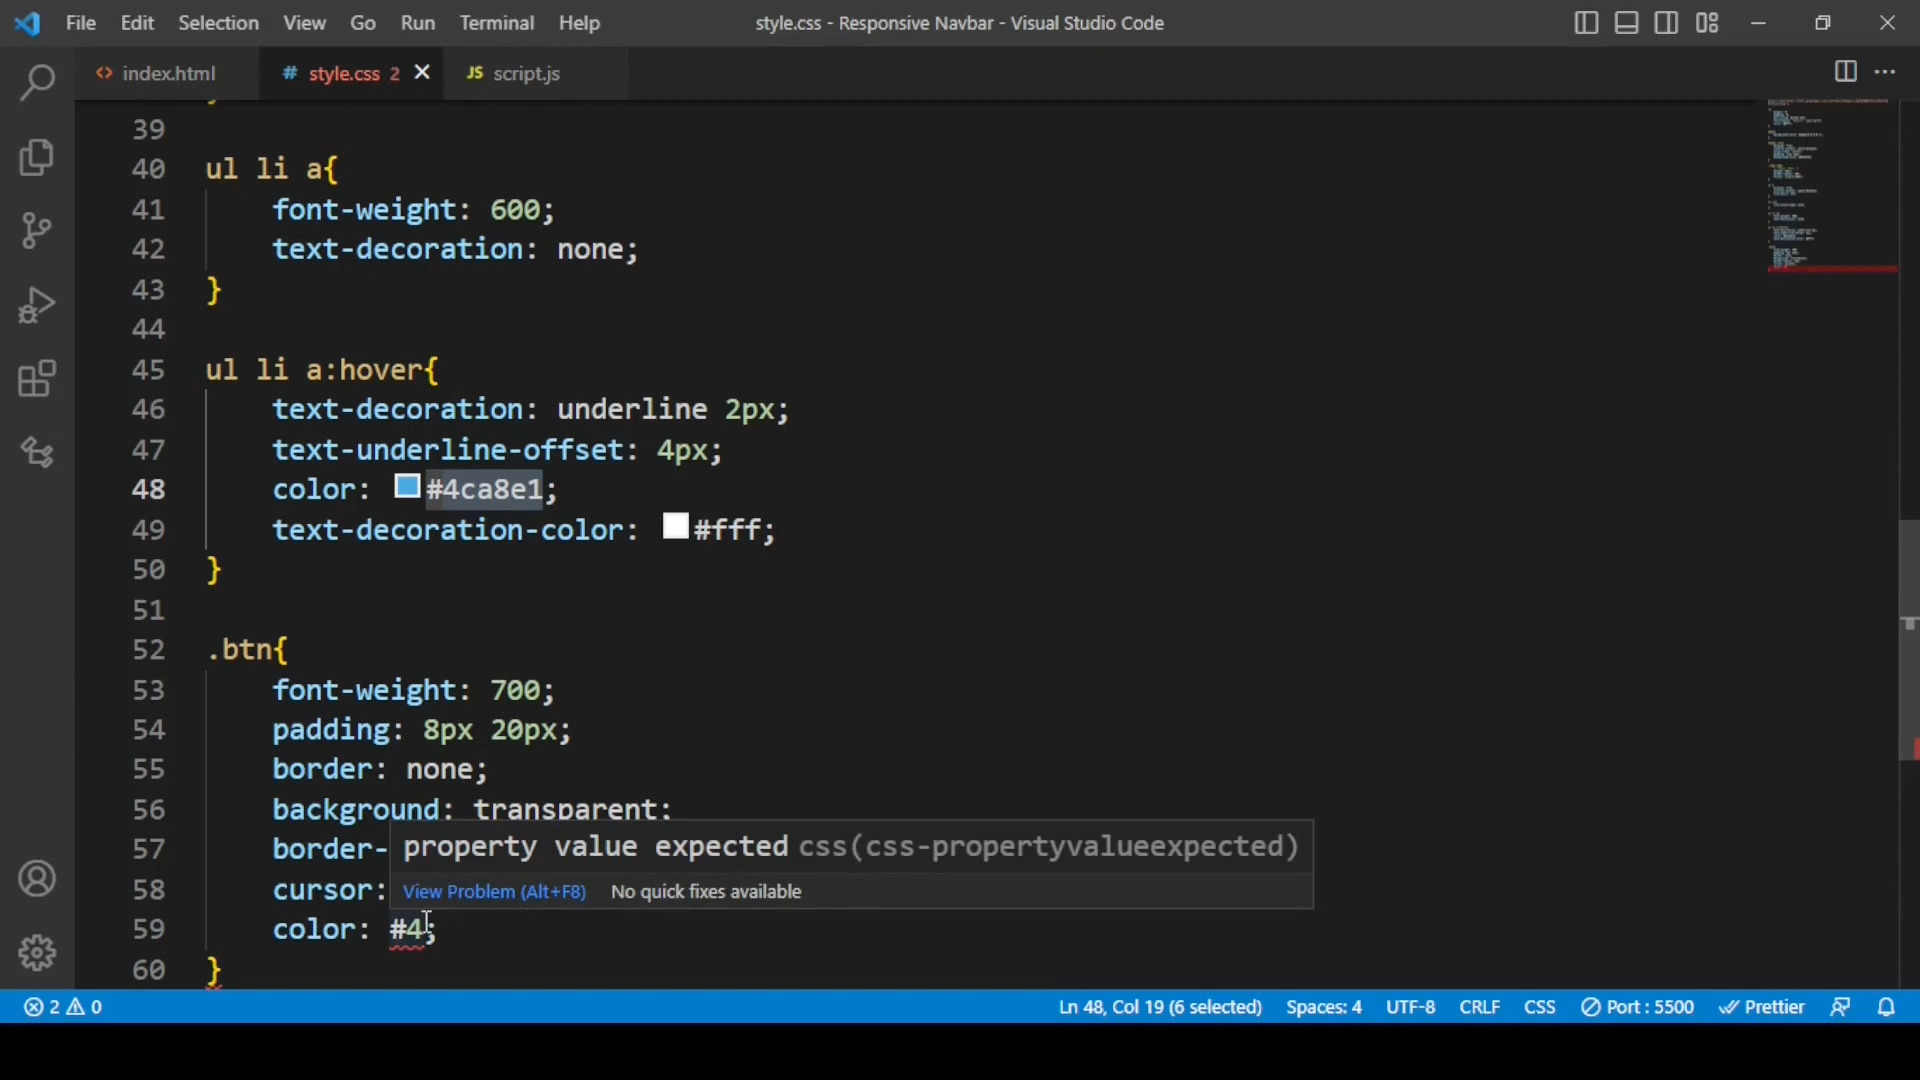 File Edit Selection View Go Run Terminal Help style.css - Responsive Navbar - Visual Studio Code
<> index.html # style.css 2 JS script.js
39
40 ul li a{
41 font-weight: 600;
42 text-decoration: none;
43 }
44
45 ul li a:hover{
46 text-decoration: underline 2px;
47 text-underline-offset: 4px;
48 color: #4ca8e1;
49 text-decoration-color: #fff;
50 }
51
52 .btn{
53 font-weight: 700;
54 padding: 8px 20px;
55 border: none;
56 background: transparent;
57 border-
property value expected css(css-propertyvalueexpected)
58 cursor:
View Problem (Alt+F8) No quick fixes available
59 color: #4;
60 }
2 0 Ln 48, Col 19 (6 selected) Spaces: 4 UTF-8 CRLF CSS Port : 5500 Prettier